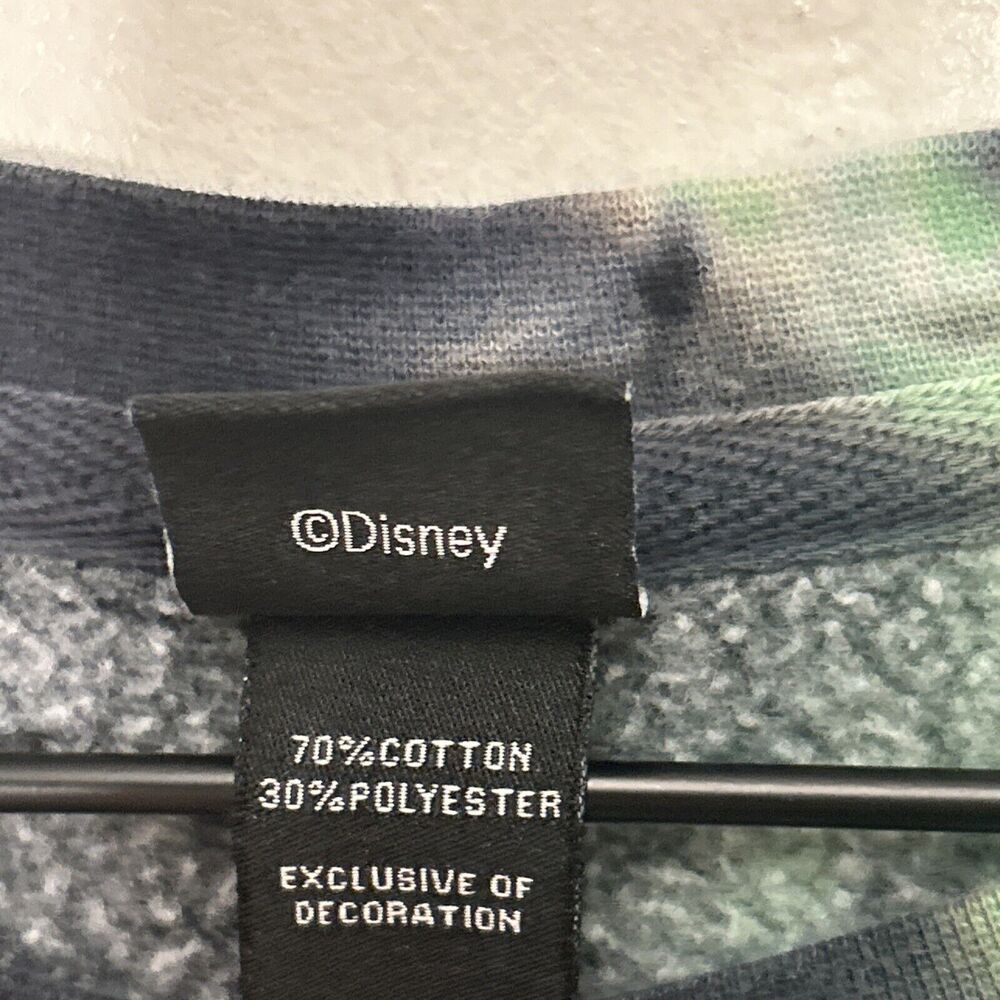 ©Disney
70%COTTON
30%POLYESTER
EXCLUSIVE OF
DECORATION